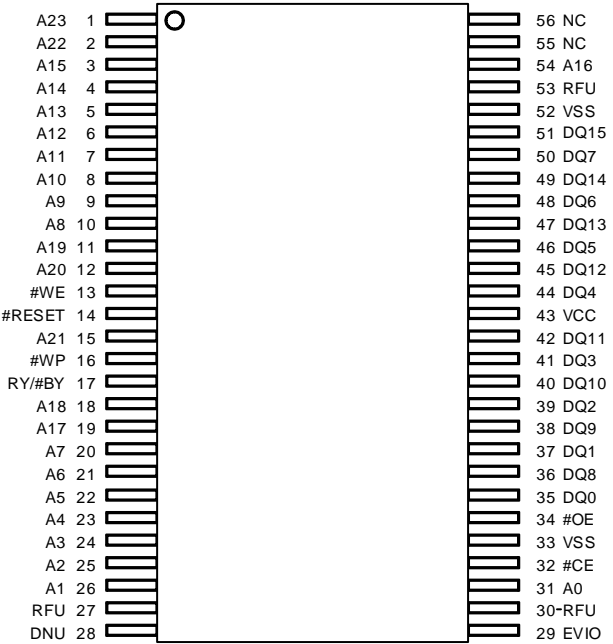 A23 1 56 NC
A22 2 55 NC
A15 3 54 A16
A14 4 53 RFU
A13 5 52 VSS
A12 6 51 DQ15
A11 7 50 DQ7
A10 8 49 DQ14
A9 9 48 DQ6
A8 10 47 DQ13
A19 11 46 DQ5
A20 12 45 DQ12
#WE 13 44 DQ4
#RESET 14 43 VCC
A21 15 42 DQ11
#WP 16 41 DQ3
RY/#BY 17 40 DQ10
A18 18 39 DQ2
A17 19 38 DQ9
A7 20 37 DQ1
A6 21 36 DQ8
A5 22 35 DQ0
A4 23 34 #OE
A3 24 33 VSS
A2 25 32 #CE
A1 26 31 A0
RFU 27 30-RFU
DNU 28 29 EVIO